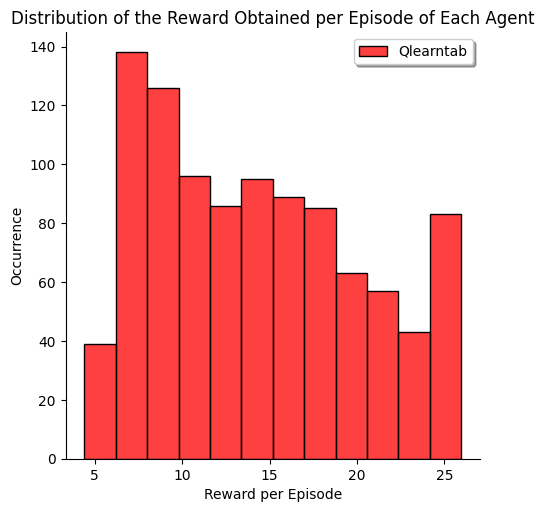 Distribution of the Reward Obtained per Episode of Each Agent
Qlearntab
140
120
100
80
60
40
20
0
Occurrence
5 10 15 20 25
Reward per Episode